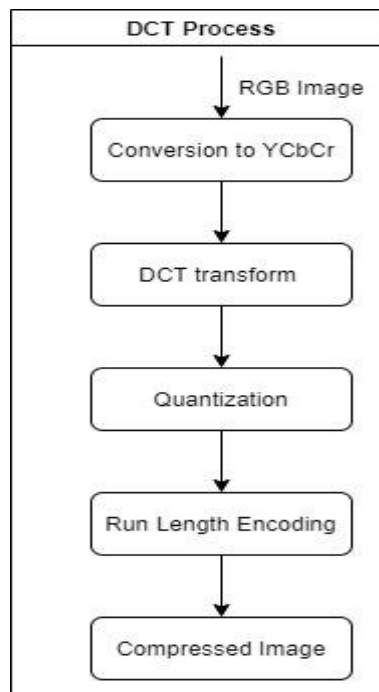 DCT Process
RGB Image
Conversion to YCbCr
DCT transform
Quantization
Run Length Encoding
Compressed Image